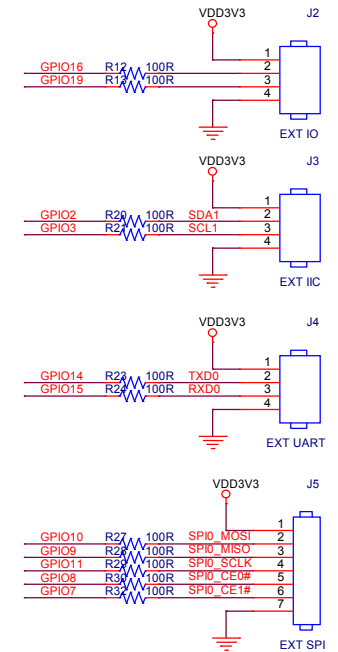 VDD3V3 J2
1
GPIO16 R12 100R 2
GPIO19 R13 100R 3
4
EXT IO
VDD3V3 J3
1
GPIO2 R20 100R SDA1 2
GPIO3 R21 100R SCL1 3
4
EXT IIC
VDD3V3 J4
1
GPIO14 R23 100R TXD0 2
GPIO15 R24 100R RXD0 3
4
EXT UART
VDD3V3 J5
1
GPIO10 R27 100R SPI0_MOSI 2
GPIO9 R28 100R SPI0_MISO 3
GPIO11 R29 100R SPI0_SCLK 4
GPIO8 R30 100R SPI0_CE0# 5
GPIO7 R32 100R SPI0_CE1# 6
7
EXT SPI